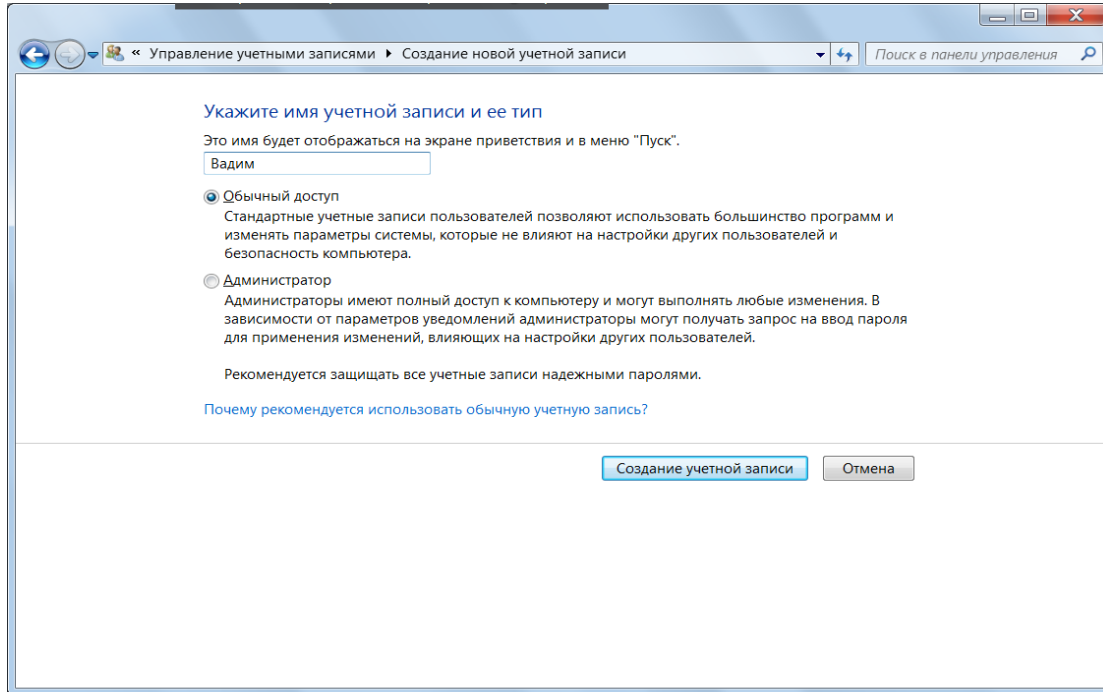 « Управление учетными записями ▸ Создание новой учетной записи
Поиск в панели управления
Укажите имя учетной записи и ее тип
Это имя будет отображаться на экране приветствия и в меню "Пуск".
Вадим
Обычный доступ
Стандартные учетные записи пользователей позволяют использовать большинство программ и
изменять параметры системы, которые не влияют на настройки других пользователей и
безопасность компьютера.
Администратор
Администраторы имеют полный доступ к компьютеру и могут выполнять любые изменения. В
зависимости от параметров уведомлений администраторы могут получать запрос на ввод пароля
для применения изменений, влияющих на настройки других пользователей.
Рекомендуется защищать все учетные записи надежными паролями.
Почему рекомендуется использовать обычную учетную запись?
Создание учетной записи
Отмена